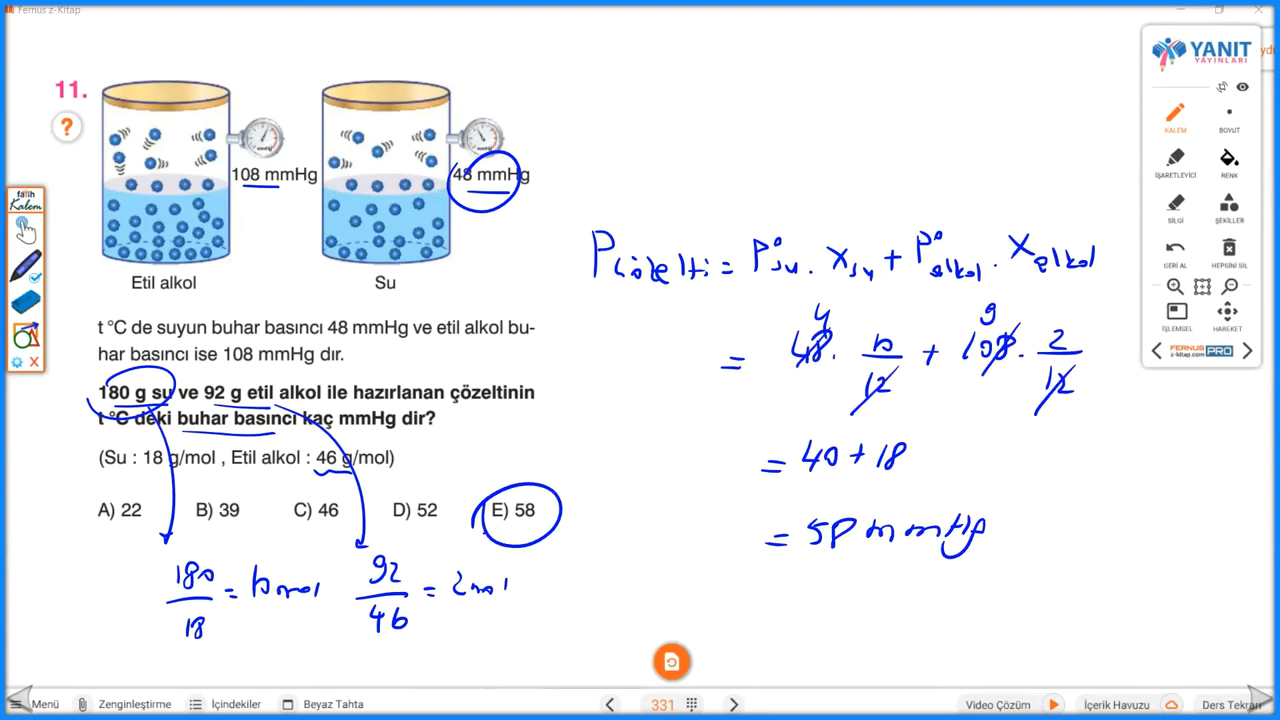 Fernus z-Kitap
11.
?
108 mmHg
48 mmHg
Etil alkol
Su
t °C de suyun buhar basıncı 48 mmHg ve etil alkol bu-
har basıncı ise 108 mmHg dır.
180 g su ve 92 g etil alkol ile hazırlanan çözeltinin
t °C deki buhar basıncı kaç mmHg dir?
(Su : 18 g/mol , Etil alkol : 46 g/mol)
A) 22 B) 39 C) 46 D) 52 E) 58
180/18 = 10 mol 92/46 = 2 mol
Pçözelti = P°su . Xsu + P°alkol . Xalkol
4 9
= 48 . 10/12 + 108 . 2/12
= 40 + 18
= 58 mmHg
fatih
Kalem
YANIT
YAYINLARI
KALEM BOYUT
İŞARETLEYİCİ RENK
SİLGİ ŞEKİLLER
GERİ AL HEPSİNİ SİL
İŞLEMSEL HAREKET
FERNUS
z-kitap.com PRO
Menü Zenginleştirme İçindekiler Beyaz Tahta 331 Video Çözüm İçerik Havuzu Ders Tekrarı